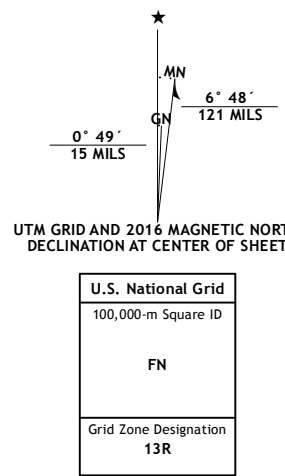 ★
MN
GN
6° 48´
121 MILS
0° 49´
15 MILS
UTM GRID AND 2016 MAGNETIC NORT
DECLINATION AT CENTER OF SHEET
U.S. National Grid
100,000-m Square ID
FN
Grid Zone Designation
13R